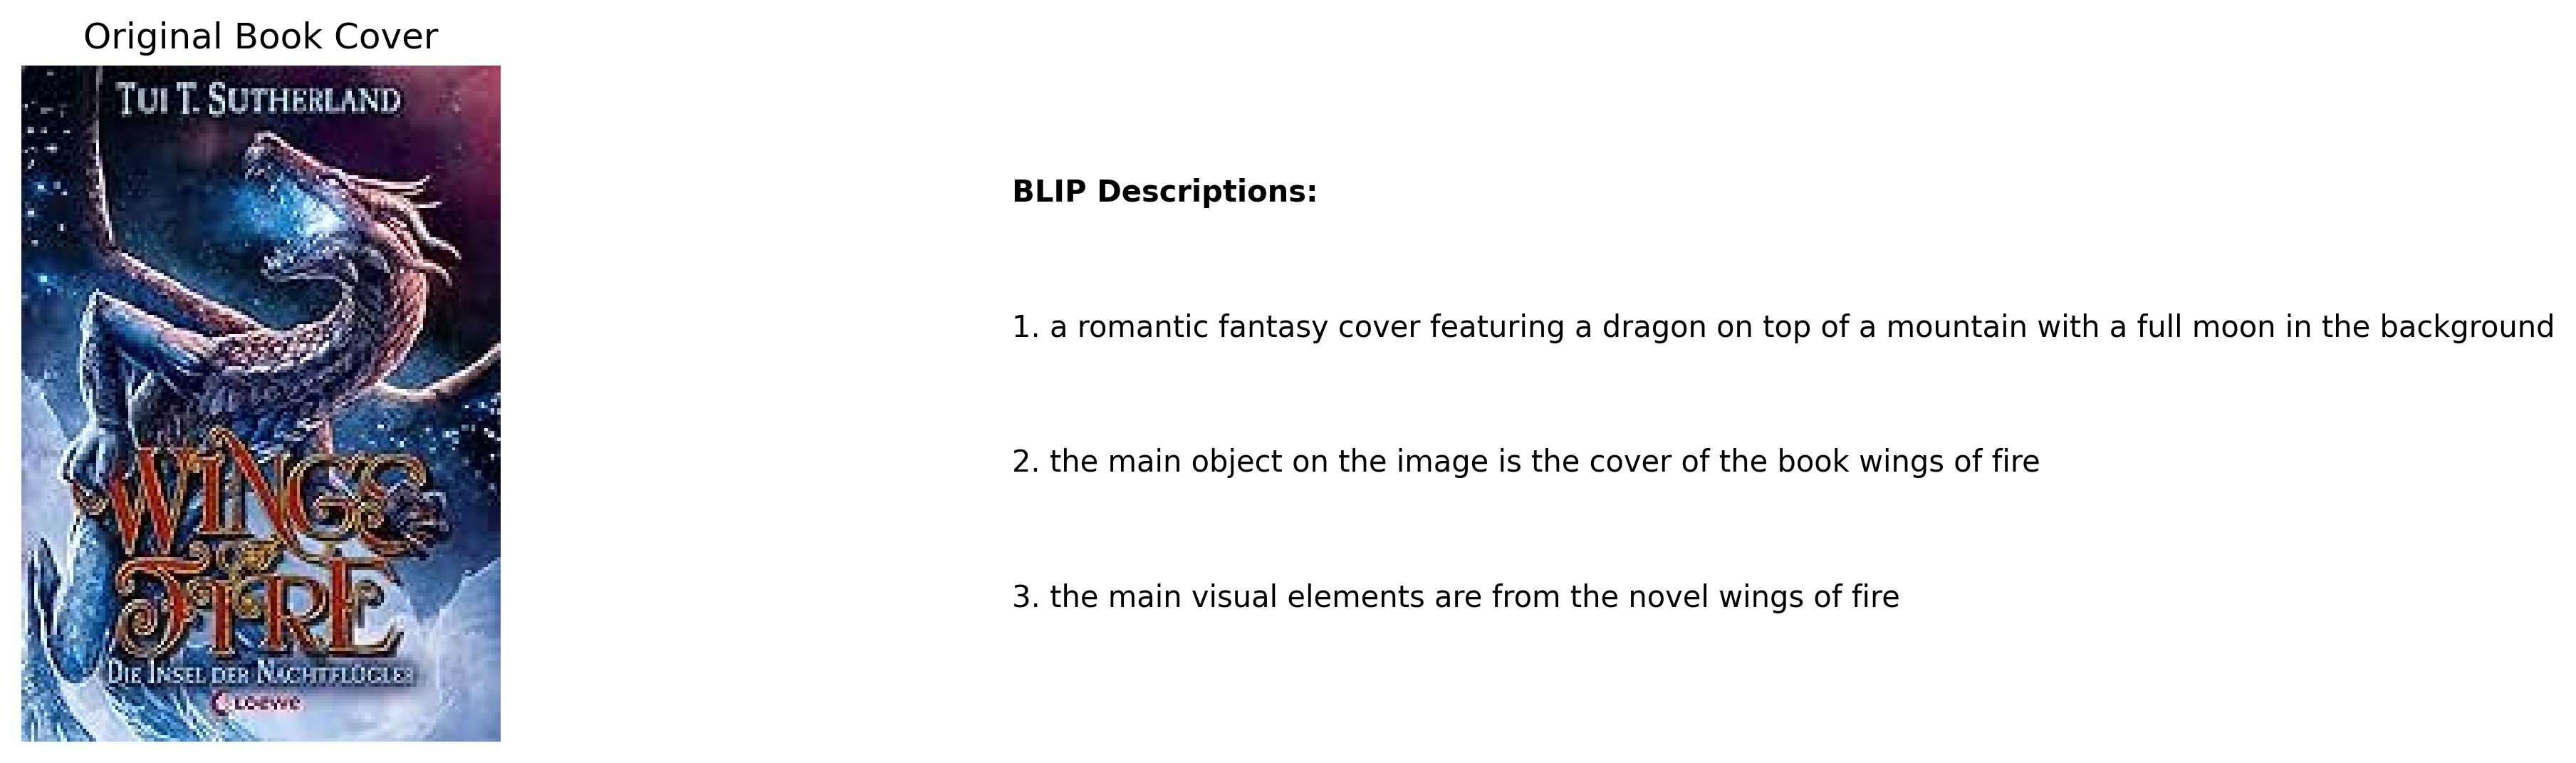 Original Book Cover
TUI T. SUTHERLAND
WINGS
OF
FIRE
DIE INSEL DER NACHTFLÜGLER
Loewe
BLIP Descriptions:
1. a romantic fantasy cover featuring a dragon on top of a mountain with a full moon in the background
2. the main object on the image is the cover of the book wings of fire
3. the main visual elements are from the novel wings of fire